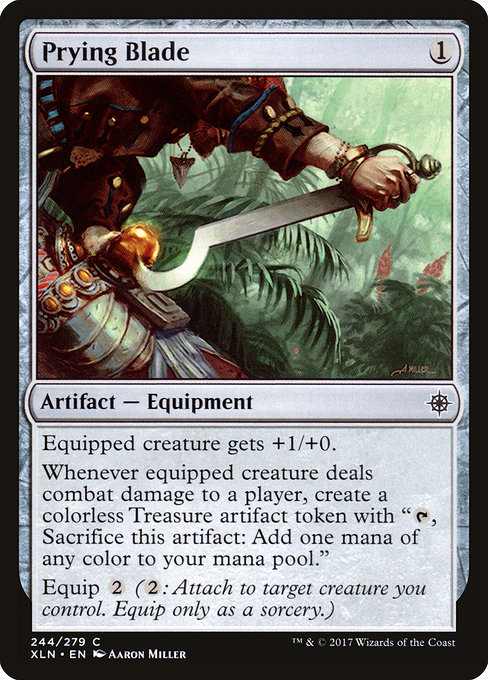 Prying Blade 1
A. MILLER
Artifact — Equipment
Equipped creature gets +1/+0.
Whenever equipped creature deals
combat damage to a player, create a
colorless Treasure artifact token with “,
Sacrifice this artifact: Add one mana of
any color to your mana pool.”
Equip 2 (2: Attach to target creature you
control. Equip only as a sorcery.)
244/279 C
XLN • EN AARON MILLER
™ & © 2017 Wizards of the Coast